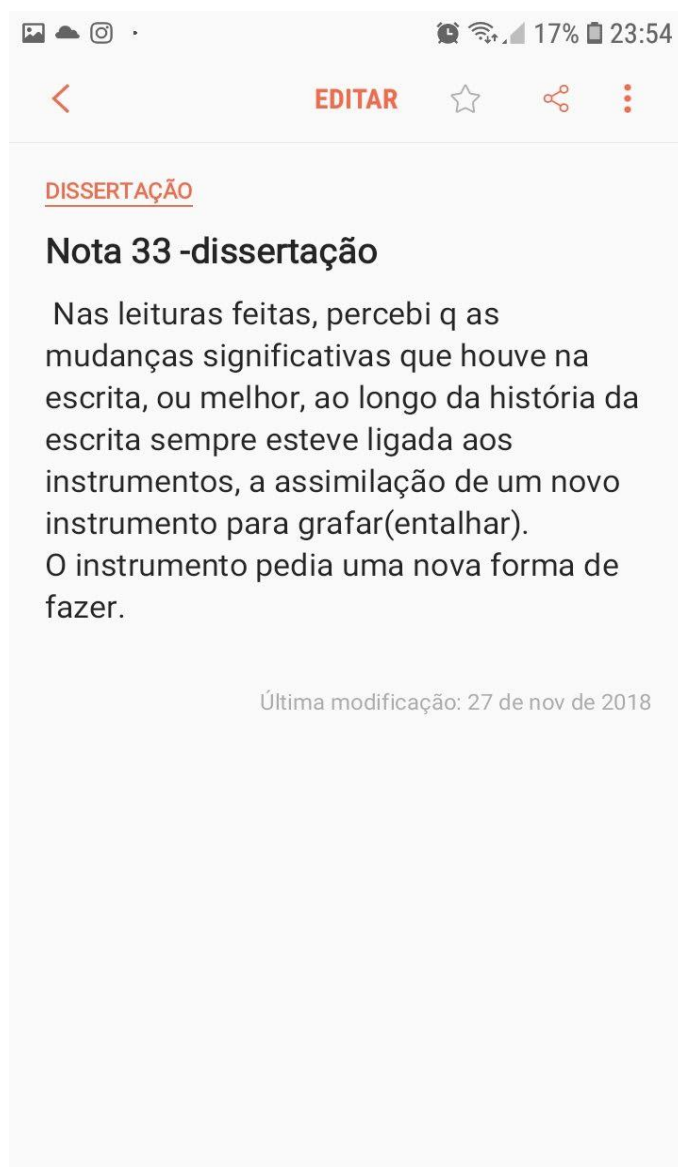 17% 23:54
EDITAR
DISSERTAÇÃO
Nota 33 -dissertação
Nas leituras feitas, percebi q as
mudanças significativas que houve na
escrita, ou melhor, ao longo da história da
escrita sempre esteve ligada aos
instrumentos, a assimilação de um novo
instrumento para grafar(entalhar).
O instrumento pedia uma nova forma de
fazer.
Última modificação: 27 de nov de 2018